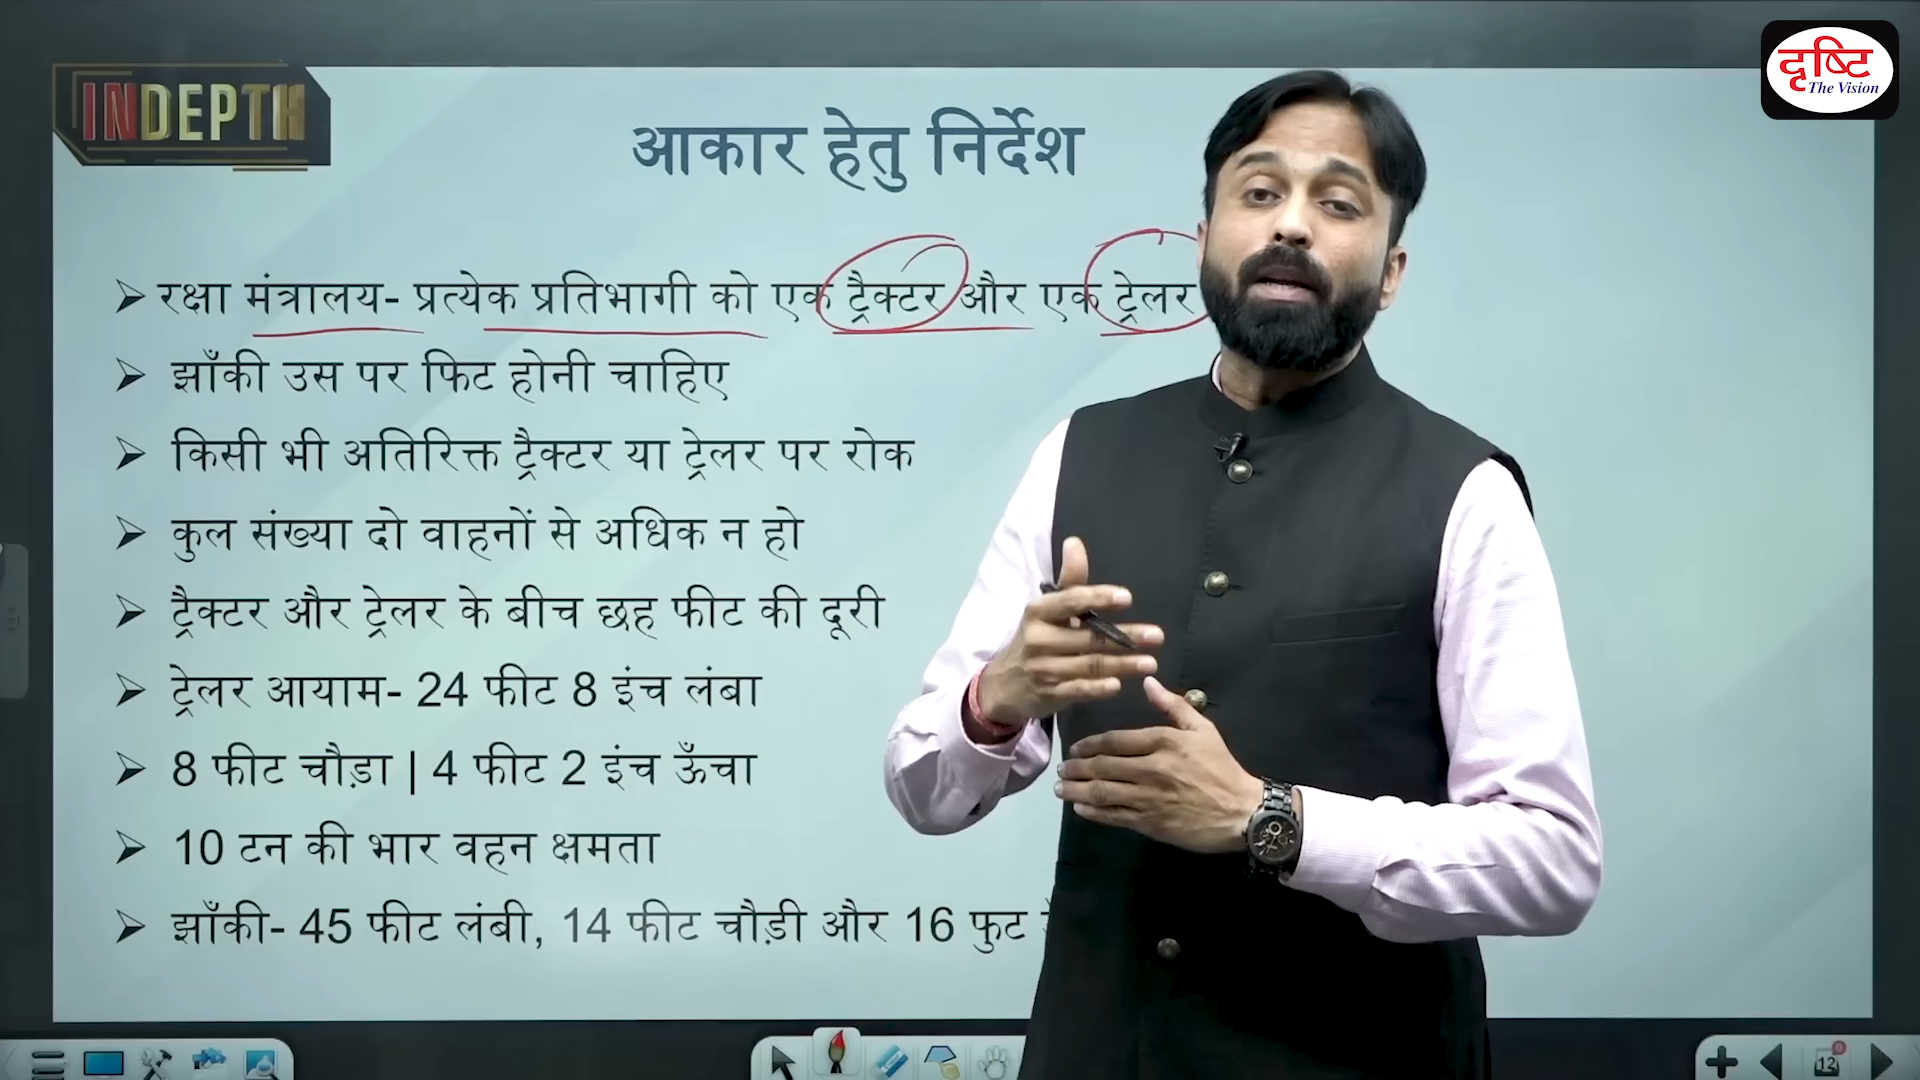 INDEPTH
दृष्टि
The Vision
आकार हेतु निर्देश
➢ रक्षा मंत्रालय- प्रत्येक प्रतिभागी को एक ट्रैक्टर और एक ट्रेलर
➢ झाँकी उस पर फिट होनी चाहिए
➢ किसी भी अतिरिक्त ट्रैक्टर या ट्रेलर पर रोक
➢ कुल संख्या दो वाहनों से अधिक न हो
➢ ट्रैक्टर और ट्रेलर के बीच छह फीट की दूरी
➢ ट्रेलर आयाम- 24 फीट 8 इंच लंबा
➢ 8 फीट चौड़ा | 4 फीट 2 इंच ऊँचा
➢ 10 टन की भार वहन क्षमता
➢ झाँकी- 45 फीट लंबी, 14 फीट चौड़ी और 16 फुट
12